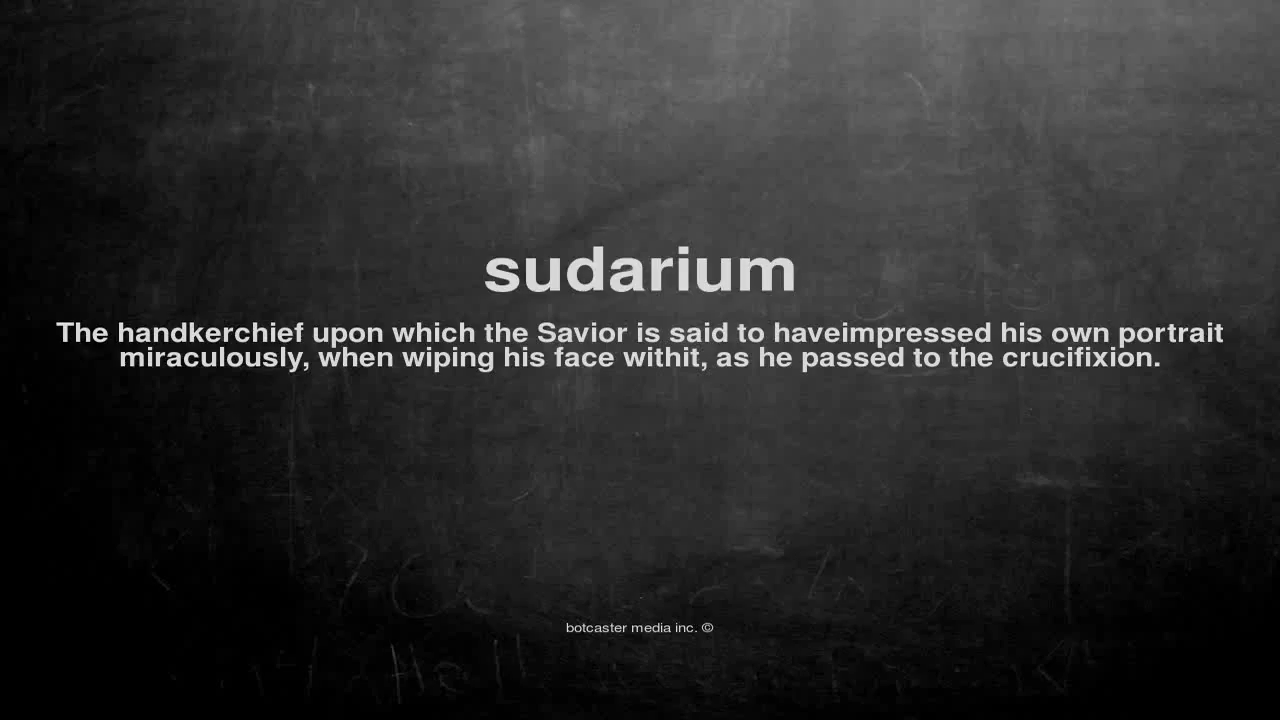 sudarium
The handkerchief upon which the Savior is said to haveimpressed his own portrait
miraculously, when wiping his face withit, as he passed to the crucifixion.
botcaster media inc. ©